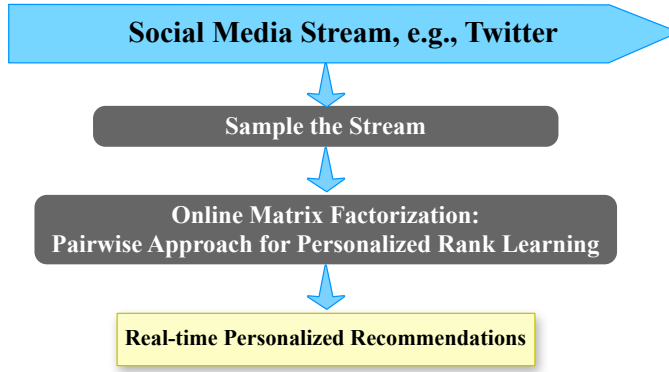 Social Media Stream, e.g., Twitter
Sample the Stream
Online Matrix Factorization:
Pairwise Approach for Personalized Rank Learning
Real-time Personalized Recommendations